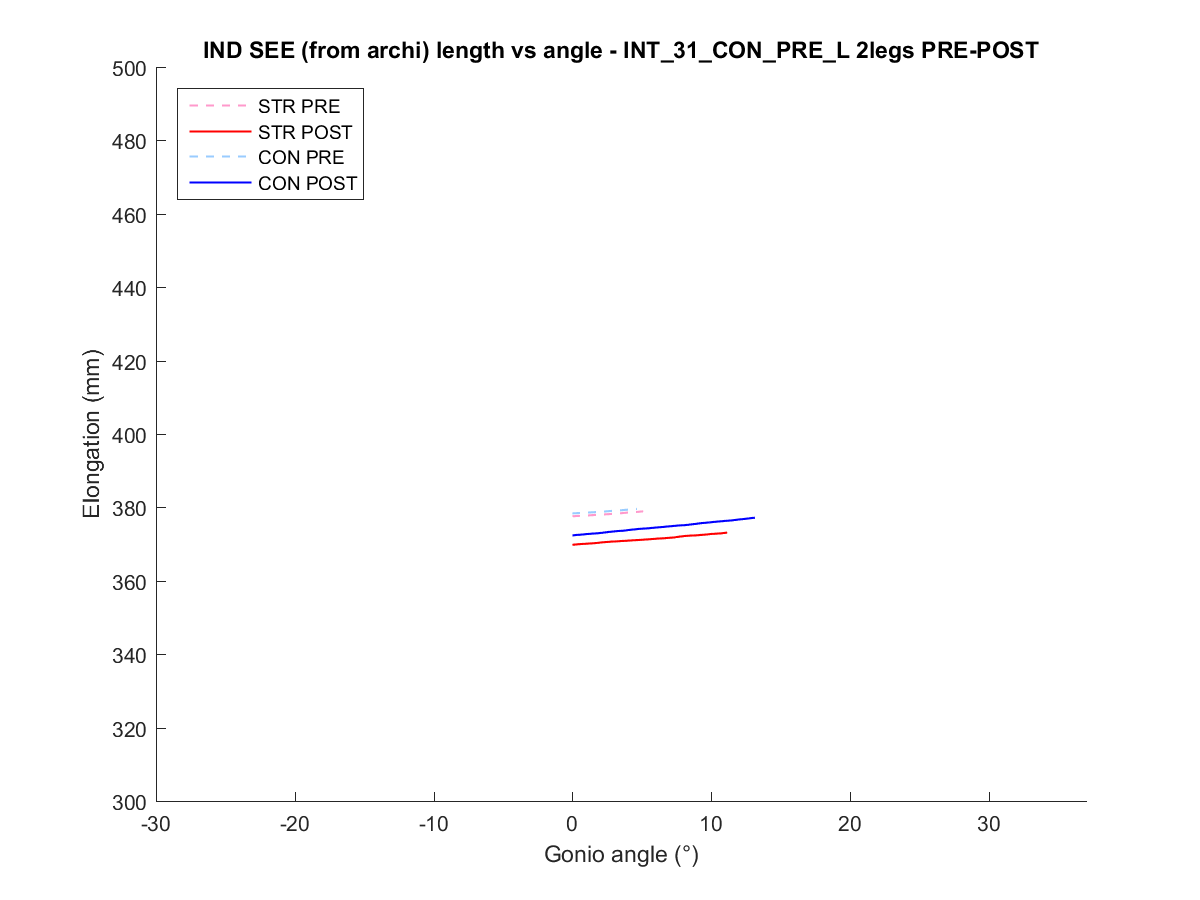 IND SEE (from archi) length vs angle - INT_31_CON_PRE_L 2legs PRE-POST
500
480
460
440
420
400
380
360
340
320
300
STR PRE
STR POST
CON PRE
CON POST
Elongation (mm)
-30
-20
-10
0
10
20
30
Gonio angle (°)